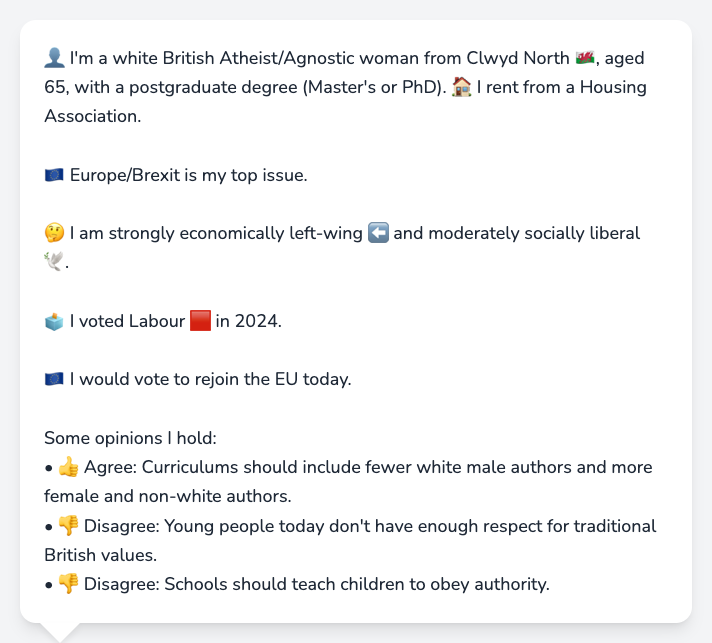 👤 I'm a white British Atheist/Agnostic woman from Clwyd North 🏴󠁧󠁢󠁷󠁬󠁳󠁿, aged
65, with a postgraduate degree (Master's or PhD). 🏠 I rent from a Housing
Association.
🇪🇺 Europe/Brexit is my top issue.
🤔 I am strongly economically left-wing ⬅️ and moderately socially liberal
🕊️.
🗳️ I voted Labour 🟥 in 2024.
🇪🇺 I would vote to rejoin the EU today.
Some opinions I hold:
• 👍 Agree: Curriculums should include fewer white male authors and more
female and non-white authors.
• 👎 Disagree: Young people today don't have enough respect for traditional
British values.
• 👎 Disagree: Schools should teach children to obey authority.